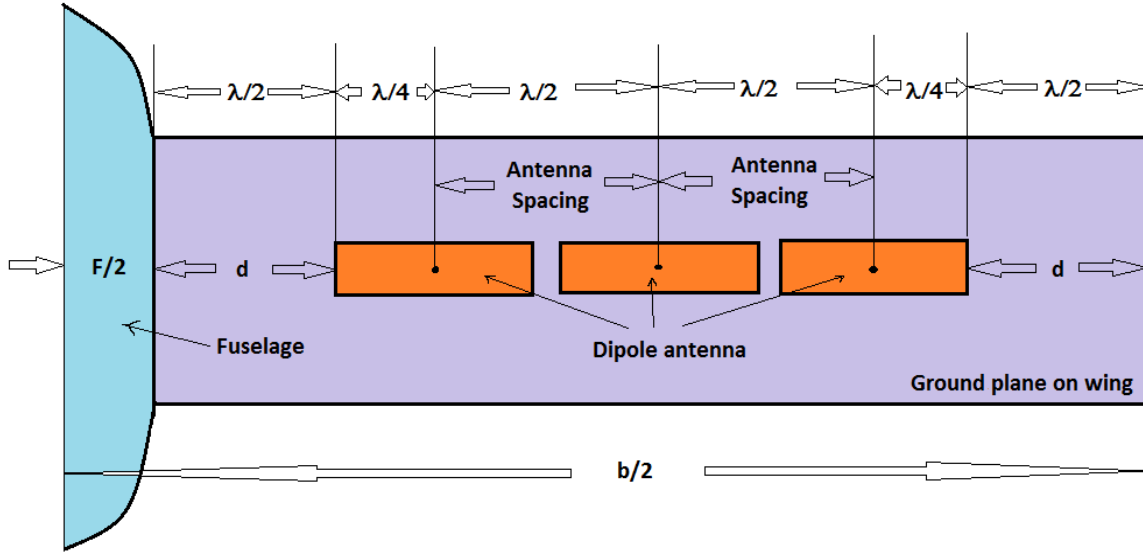 λ/2
λ/4
λ/2
λ/2
λ/4
λ/2
Antenna
Spacing
Antenna
Spacing
F/2
d
d
Fuselage
Dipole antenna
Ground plane on wing
b/2